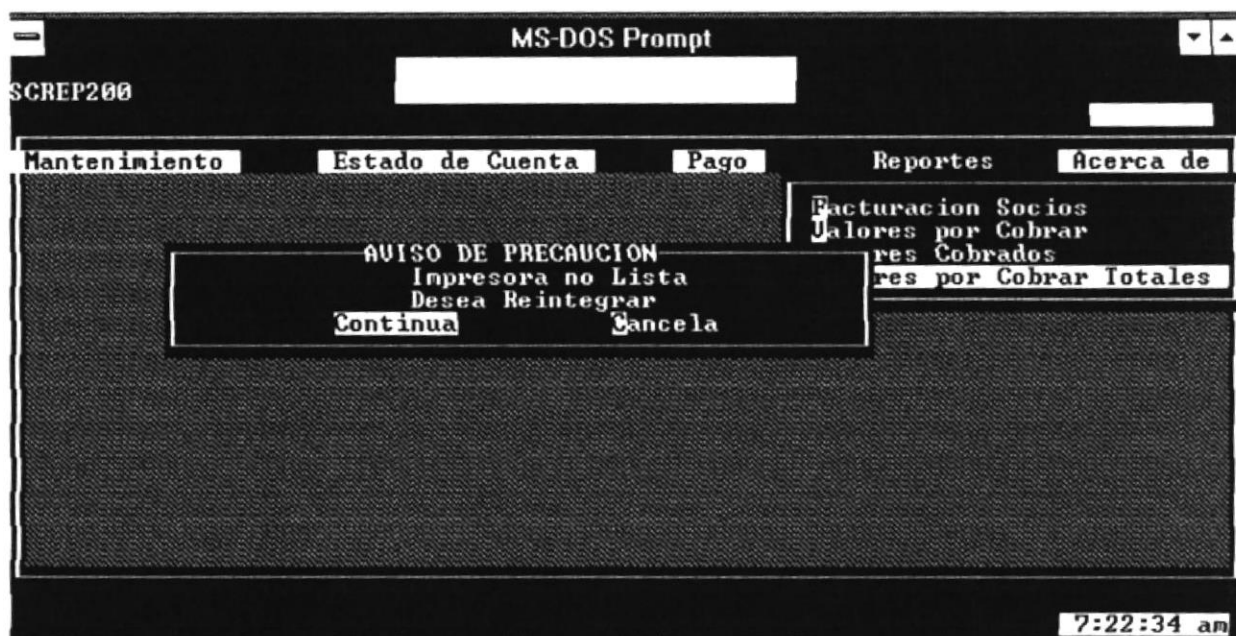 MS-DOS Prompt
SCREP200
Mantenimiento Estado de Cuenta Pago Reportes Acerca de
Facturacion Socios
Valores por Cobrar
res Cobrados
res por Cobrar Totales
AVISO DE PRECAUCION
Impresora no Lista
Desea Reintegrar
Continua Cancela
7:22:34 am